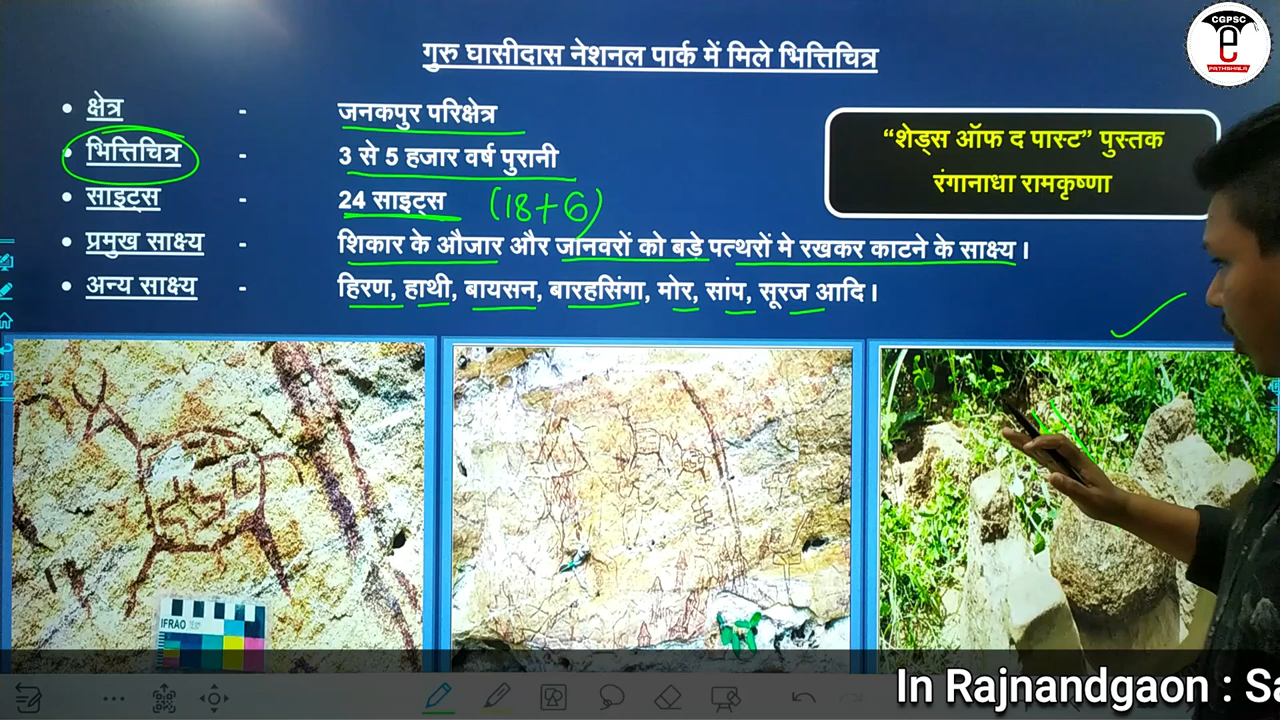 CGPSC
e
PATHSHALA
गुरु घासीदास नेशनल पार्क में मिले भित्तिचित्र
• क्षेत्र - जनकपुर परिक्षेत्र
• भित्तिचित्र - 3 से 5 हजार वर्ष पुरानी
• साइट्स - 24 साइट्स (18+6)
• प्रमुख साक्ष्य - शिकार के औजार और जानवरों को बड़े पत्थरों मे रखकर काटने के साक्ष्य ।
• अन्य साक्ष्य - हिरण, हाथी, बायसन, बारहसिंगा, मोर, सांप, सूरज आदि ।
“शेड्स ऑफ द पास्ट” पुस्तक
रंगानाधा रामकृष्णा
IFRAO
In Rajnandgaon : Sa